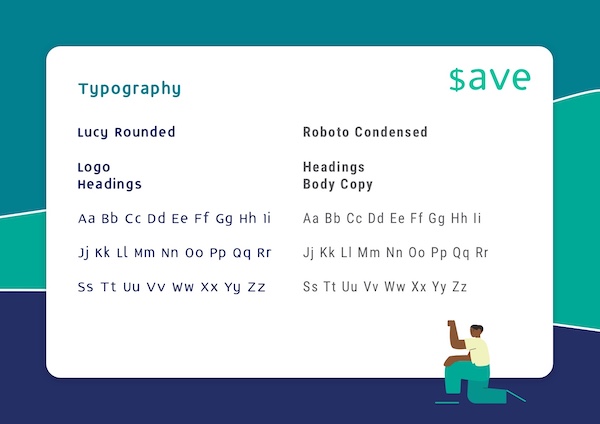 $ave
Typography
Lucy Rounded
Logo
Headings
Aa Bb Cc Dd Ee Ff Gg Hh Ii
Jj Kk Ll Mm Nn Oo Pp Qq Rr
Ss Tt Uu Vv Ww Xx Yy Zz
Roboto Condensed
Headings
Body Copy
Aa Bb Cc Dd Ee Ff Gg Hh Ii
Jj Kk Ll Mm Nn Oo Pp Qq Rr
Ss Tt Uu Vv Ww Xx Yy Zz